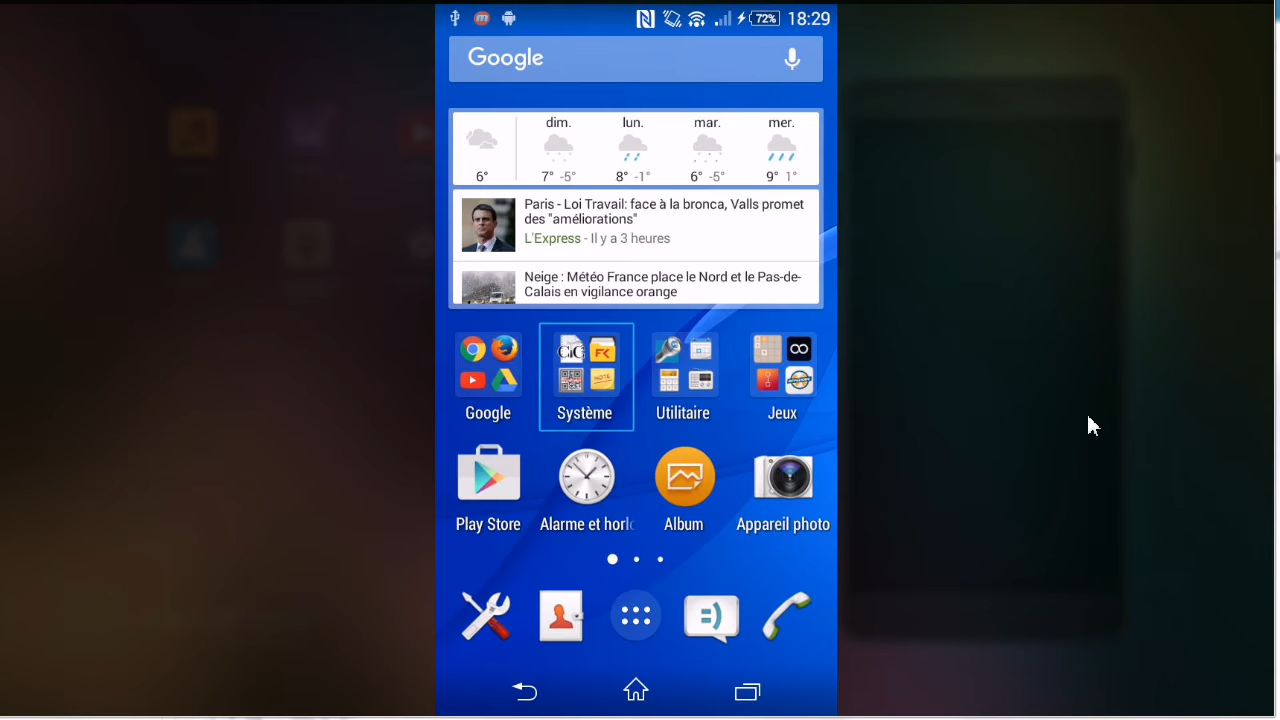 72% 18:29
Google
dim. lun. mar. mer.
6° 7° -5° 8° -1° 6° -5° 9° 1°
Paris - Loi Travail: face à la bronca, Valls promet
des "améliorations"
L'Express - Il y a 3 heures
Neige : Météo France place le Nord et le Pas-de-
Calais en vigilance orange
NOTE
Google Système Utilitaire Jeux
Play Store Alarme et horlo Album Appareil photo